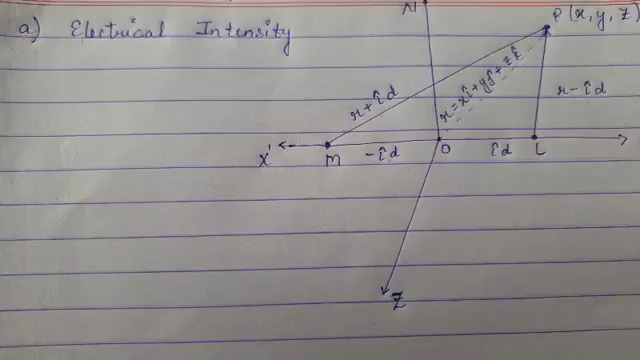 N
P (x, y, z)
a) Electrical Intensity
r+îd
r=xî+yĵ+zk̂
r-îd
X'
M
-îd
O
îd
L
Z